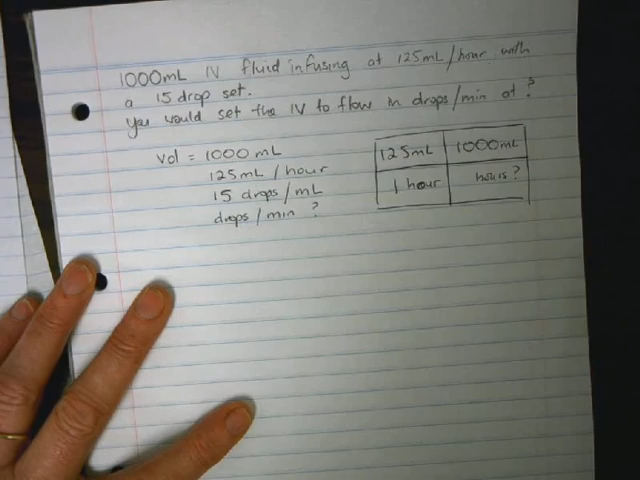 1000mL IV fluid infusing at 125mL/hour with
a 15 drop set.
You would set the IV to flow in drops/min at ?
Vol = 1000 mL
125mL / hour
15 drops/mL
drops/min ?
125mL 1000mL
1 hour hours?